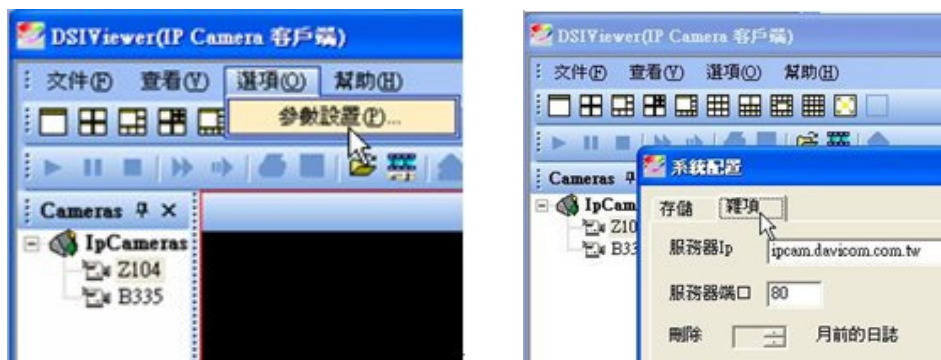 DSIViewer(IP Camera 客戶端)
文件(F) 查看(V) 選項(O) 幫助(H)
參數設置(P)...
Cameras
IpCameras
Z104
B335
DSIViewer(IP Camera 客戶端)
文件(F) 查看(V) 選項(O) 幫助(H)
Cameras
IpCam
Z10
B33
系統配置
存儲 雜項
服務器Ip ipcam.davicom.com.tw
服務器端口 80
刪除 月前的日誌